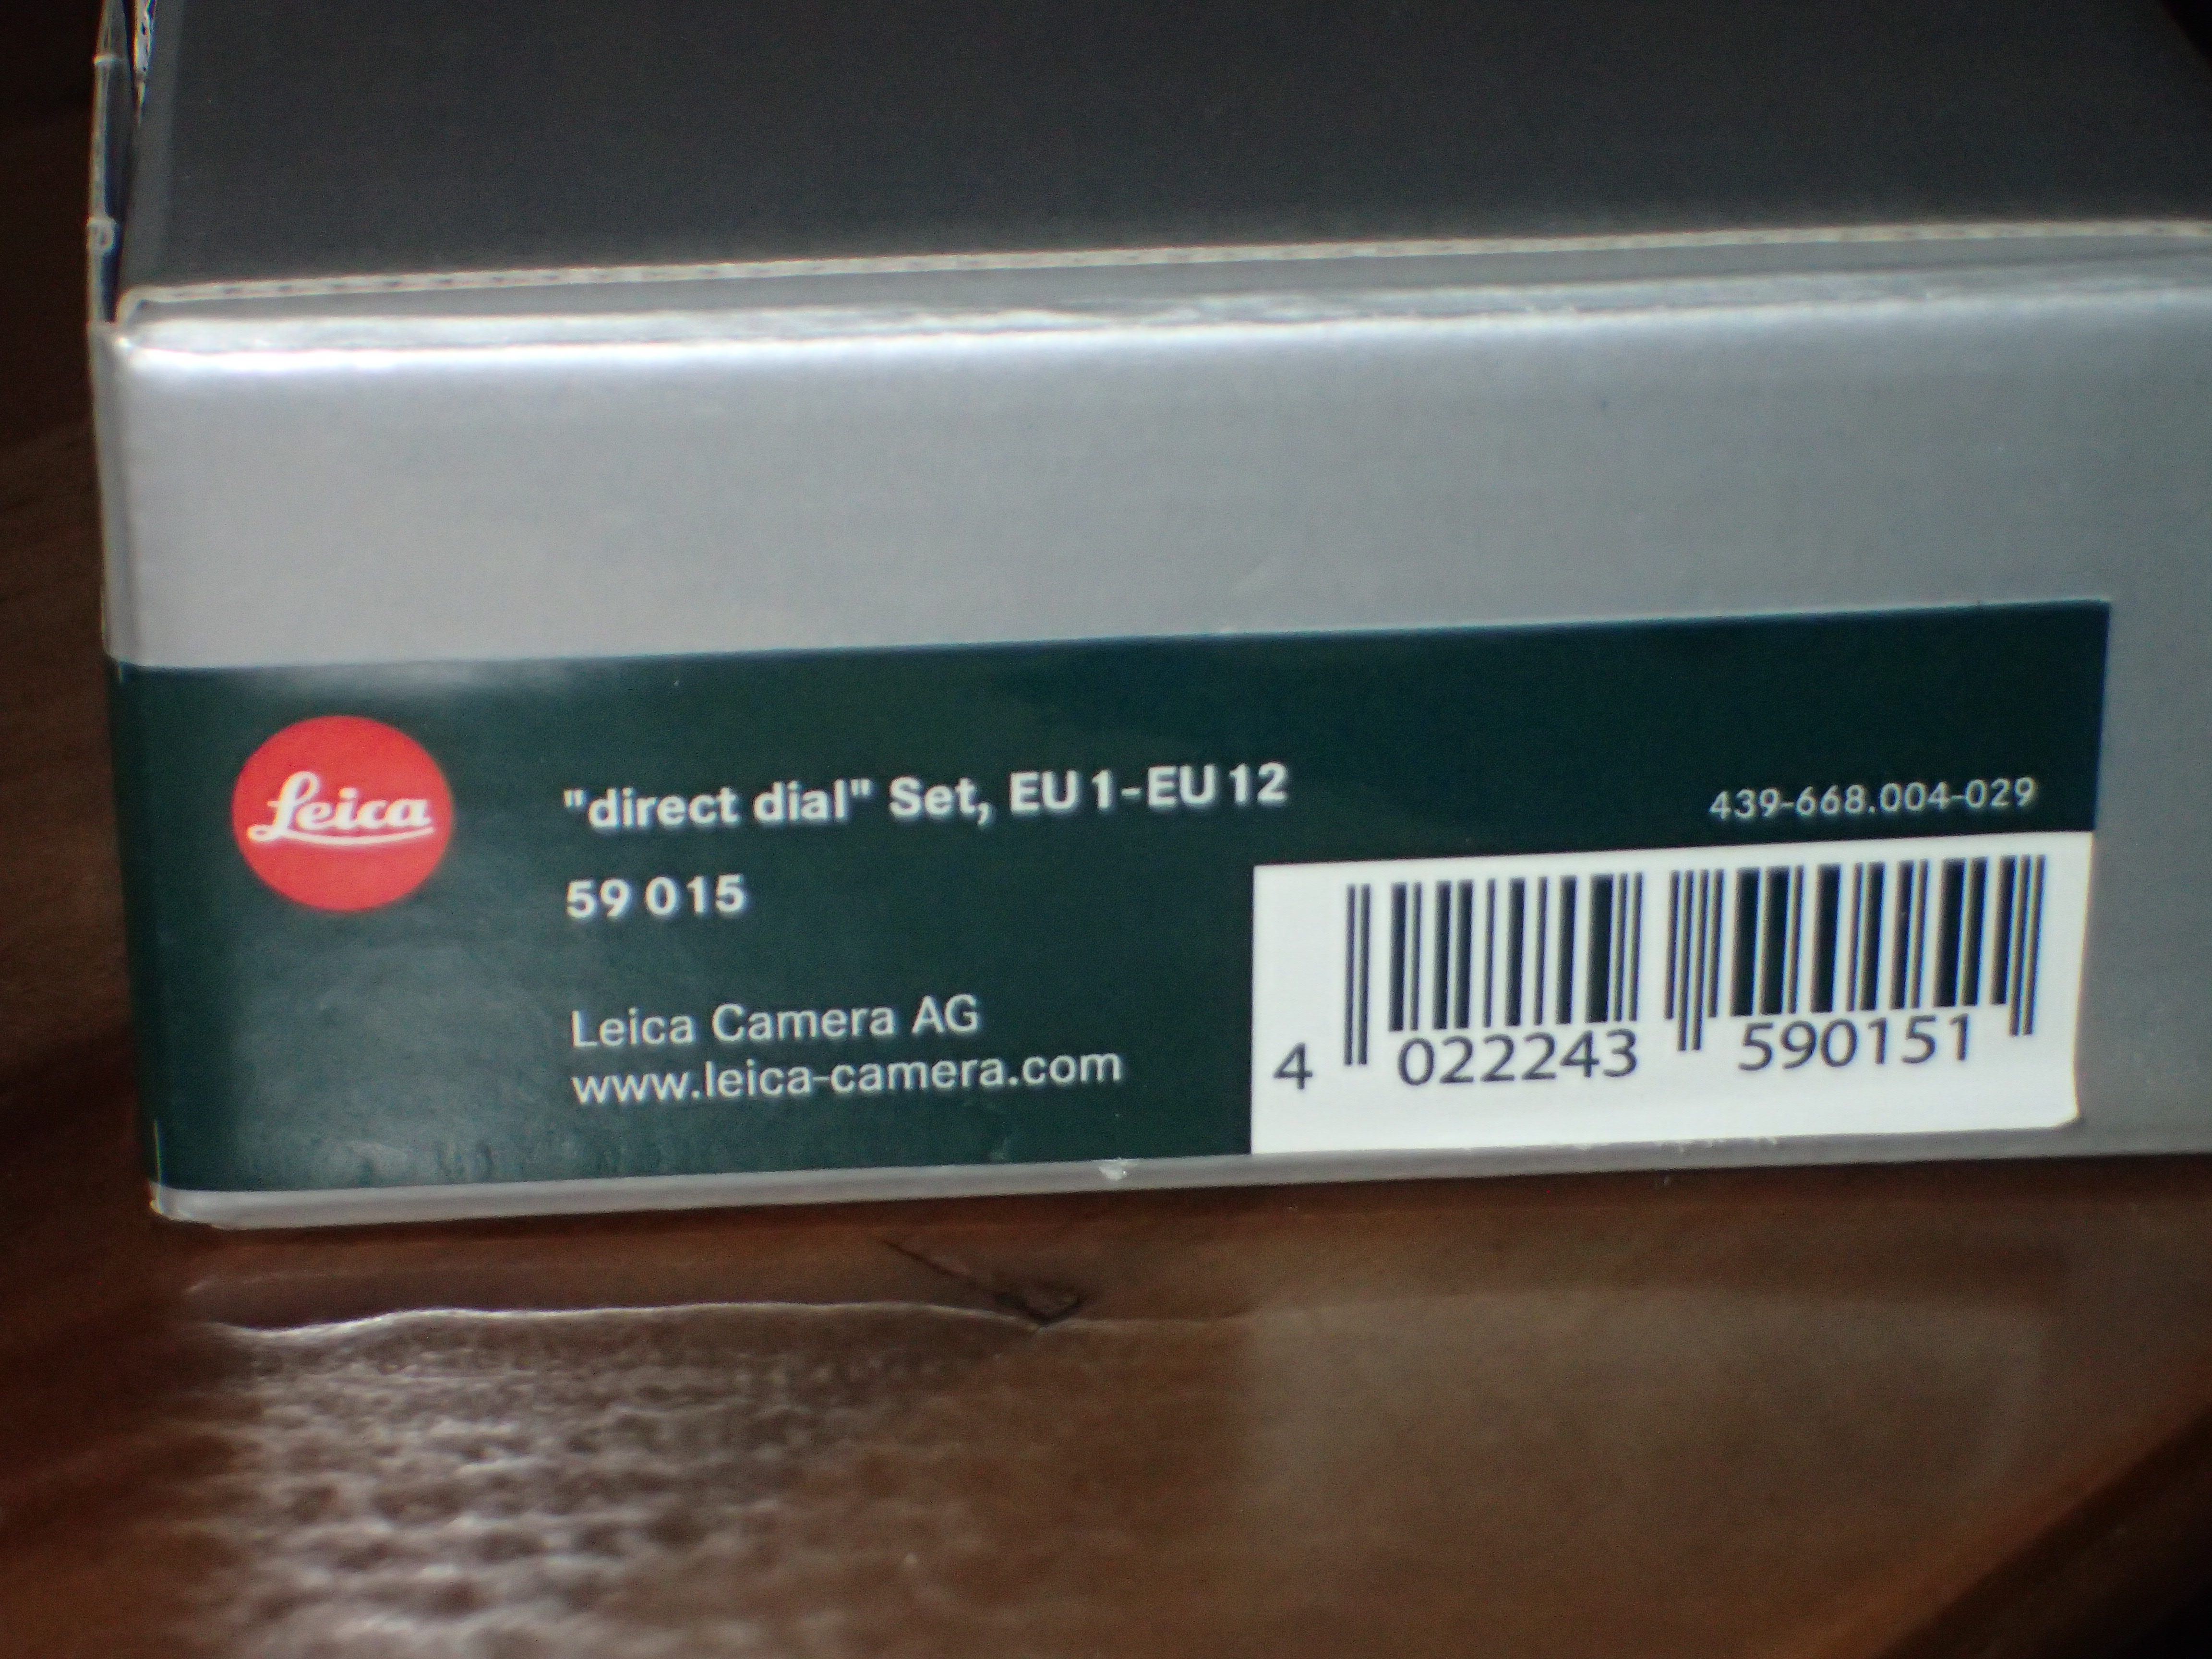 Leica
"direct dial" Set, EU 1-EU 12
439-668.004-029
59 015
Leica Camera AG
www.leica-camera.com
4 022243 590151